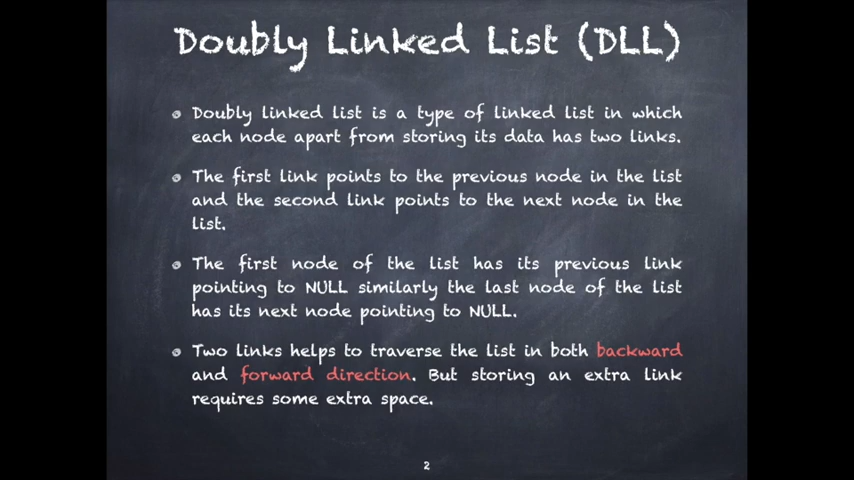 Doubly Linked List (DLL)
Doubly linked list is a type of linked list in which
each node apart from storing its data has two links.
The first link points to the previous node in the list
and the second link points to the next node in the
list.
The first node of the list has its previous link
pointing to NULL similarly the last node of the list
has its next node pointing to NULL.
Two links helps to traverse the list in both backward
and forward direction. But storing an extra link
requires some extra space.
2